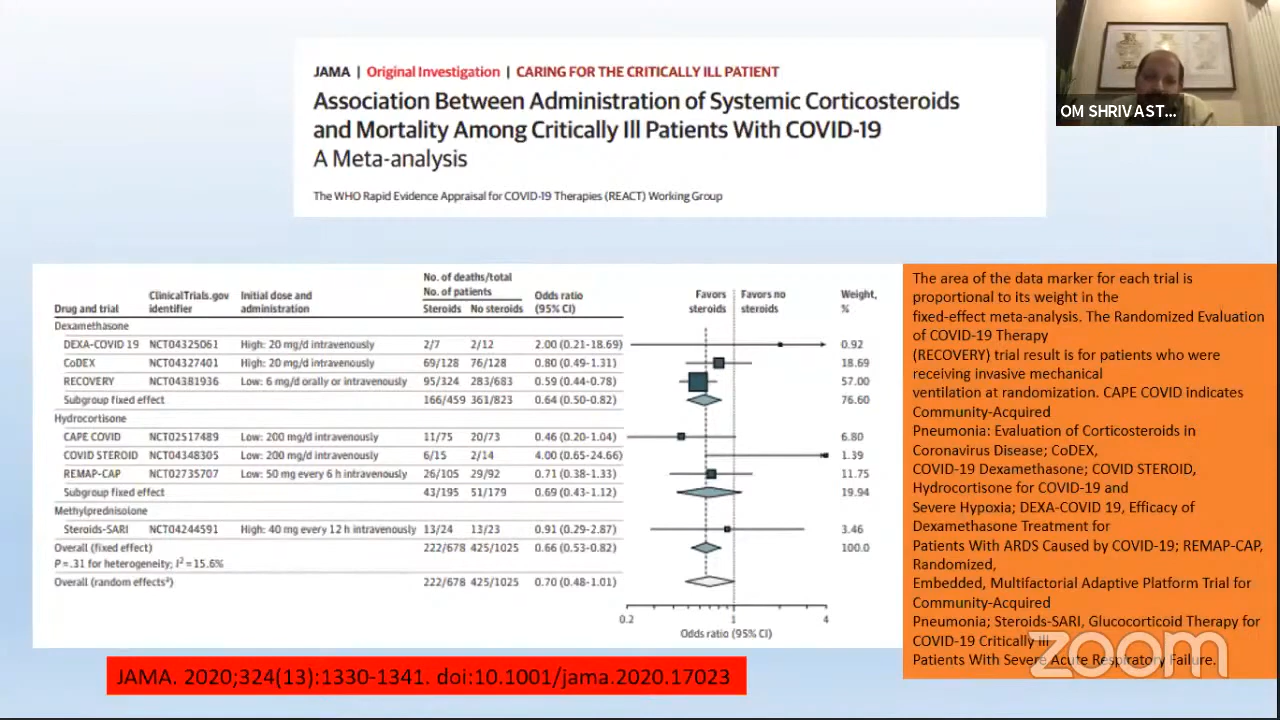 JAMA | Original Investigation | CARING FOR THE CRITICALLY ILL PATIENT
Association Between Administration of Systemic Corticosteroids
and Mortality Among Critically Ill Patients With COVID-19
A Meta-analysis
The WHO Rapid Evidence Appraisal for COVID-19 Therapies (REACT) Working Group
OM SHRIVAST...
No. of deaths/total
No. of patients
Drug and trial ClinicalTrials.gov identifier Initial dose and administration Steroids No steroids Odds ratio (95% CI) Favors steroids Favors no steroids Weight, %
Dexamethasone
DEXA-COVID 19 NCT04325061 High: 20 mg/d intravenously 2/7 2/12 2.00 (0.21-18.69) 0.92
CoDEX NCT04327401 High: 20 mg/d intravenously 69/128 76/128 0.80 (0.49-1.31) 18.69
RECOVERY NCT04381936 Low: 6 mg/d orally or intravenously 95/324 283/683 0.59 (0.44-0.78) 57.00
Subgroup fixed effect 166/459 361/823 0.64 (0.50-0.82) 76.60
Hydrocortisone
CAPE COVID NCT02517489 Low: 200 mg/d intravenously 11/75 20/73 0.46 (0.20-1.04) 6.80
COVID STEROID NCT04348305 Low: 200 mg/d intravenously 6/15 2/14 4.00 (0.65-24.66) 1.39
REMAP-CAP NCT02735707 Low: 50 mg every 6 h intravenously 26/105 29/92 0.71 (0.38-1.33) 11.75
Subgroup fixed effect 43/195 51/179 0.69 (0.43-1.12) 19.94
Methylprednisolone
Steroids-SARI NCT04244591 High: 40 mg every 12 h intravenously 13/24 13/23 0.91 (0.29-2.87) 3.46
Overall (fixed effect) 222/678 425/1025 0.66 (0.53-0.82) 100.0
P = .31 for heterogeneity; I² = 15.6%
Overall (random effectsª) 222/678 425/1025 0.70 (0.48-1.01)
0.2 1 4
Odds ratio (95% CI)
The area of the data marker for each trial is
proportional to its weight in the
fixed-effect meta-analysis. The Randomized Evaluation
of COVID-19 Therapy
(RECOVERY) trial result is for patients who were
receiving invasive mechanical
ventilation at randomization. CAPE COVID indicates
Community-Acquired
Pneumonia: Evaluation of Corticosteroids in
Coronavirus Disease; CoDEX,
COVID-19 Dexamethasone; COVID STEROID,
Hydrocortisone for COVID-19 and
Severe Hypoxia; DEXA-COVID 19, Efficacy of
Dexamethasone Treatment for
Patients With ARDS Caused by COVID-19; REMAP-CAP,
Randomized,
Embedded, Multifactorial Adaptive Platform Trial for
Community-Acquired
Pneumonia; Steroids-SARI, Glucocorticoid Therapy for
COVID-19 Critically Ill
Patients With Severe Acute Respiratory Failure.
zoom
JAMA. 2020;324(13):1330-1341. doi:10.1001/jama.2020.17023